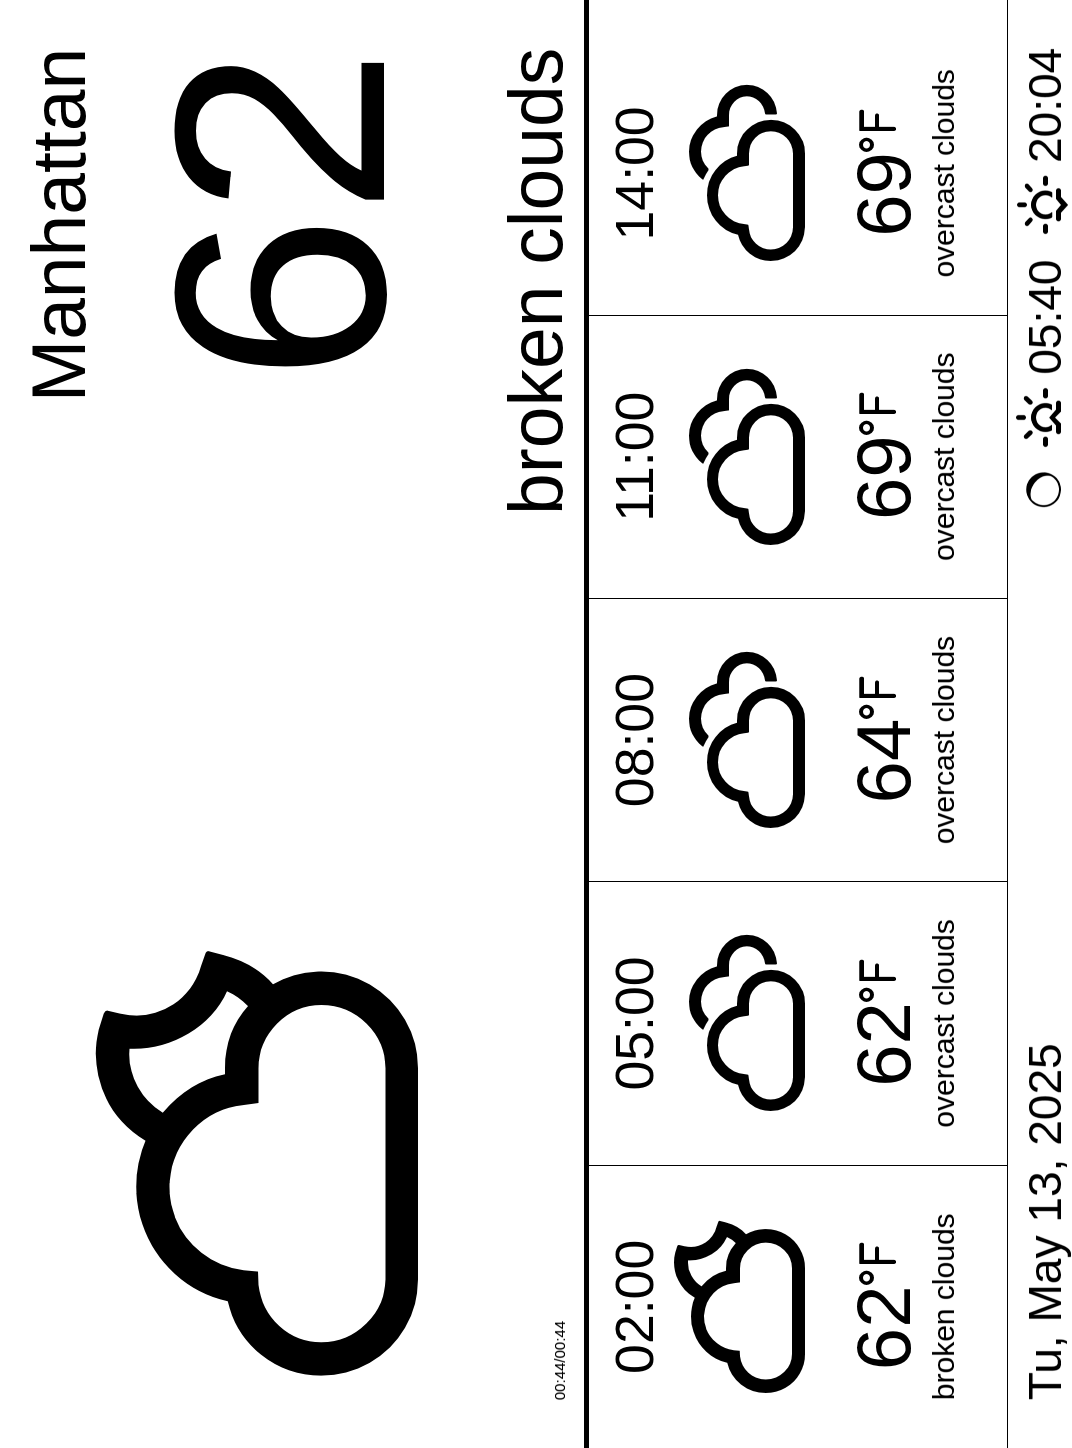 Manhattan
62
broken clouds
00:44/00:44
02:00 05:00 08:00 11:00 14:00
62°F 62°F 64°F 69°F 69°F
broken clouds overcast clouds overcast clouds overcast clouds overcast clouds
Tu, May 13, 2025 05:40 20:04